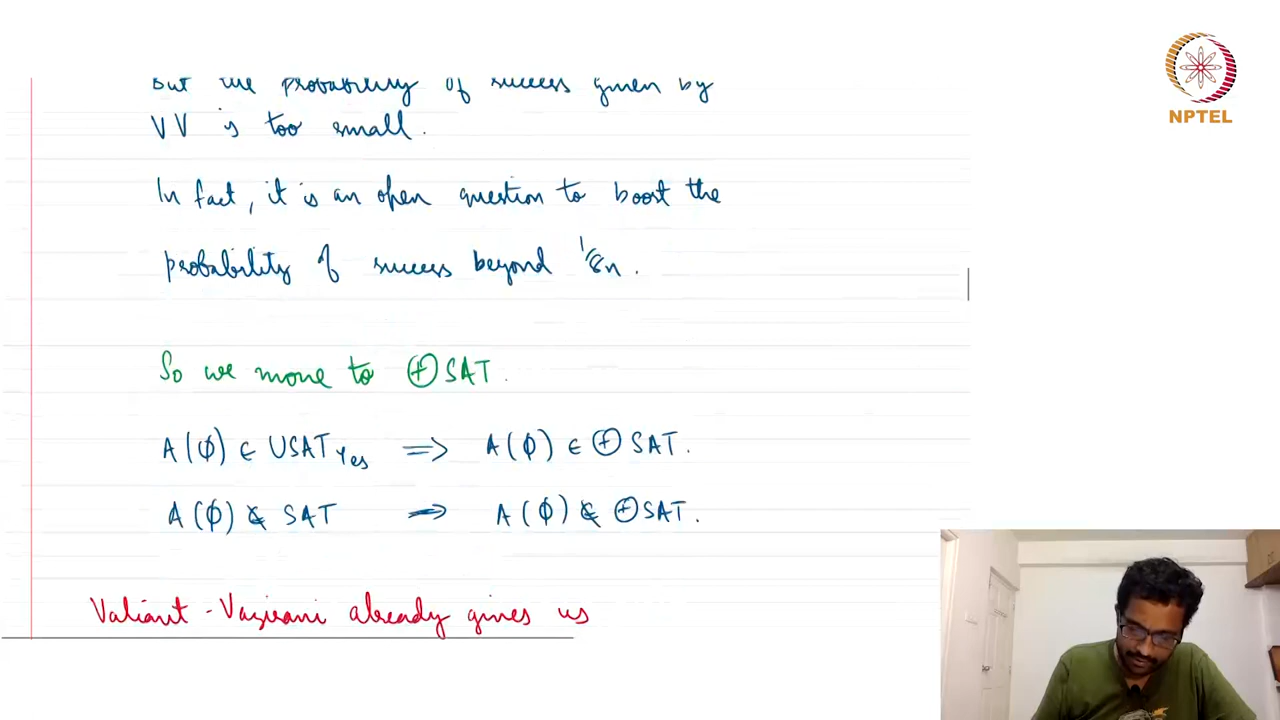 But the probability of success given by
VV is too small.
In fact, it is an open question to boost the
probability of success beyond 1/8n.
So we move to ⊕SAT.
A(φ) ∈ USAT_Yes ⟹ A(φ) ∈ ⊕SAT.
A(φ) ∉ SAT ⟹ A(φ) ∉ ⊕SAT.
Valiant-Vazirani already gives us
NPTEL